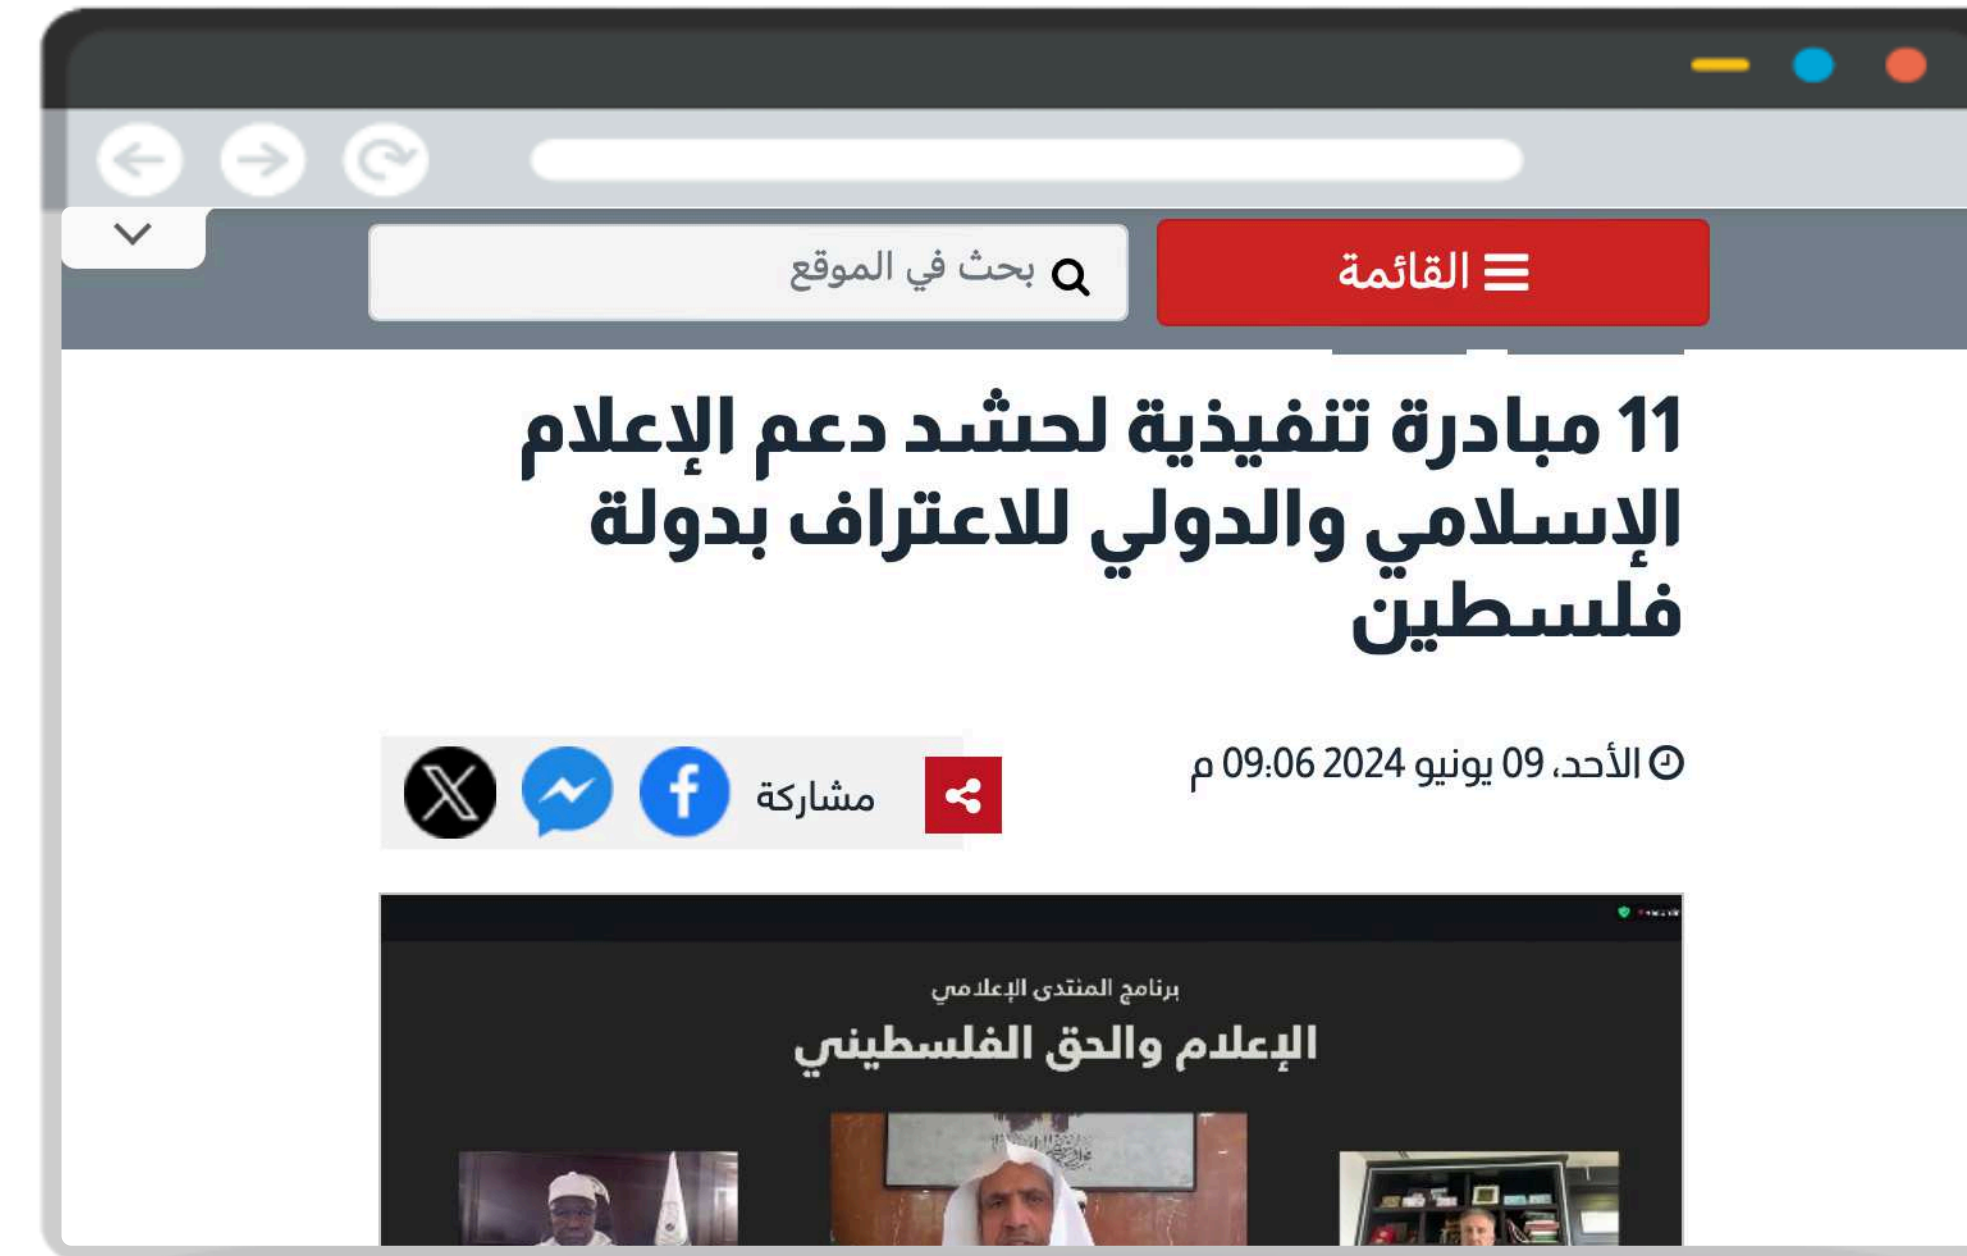 القائمة
بحث في الموقع
11 مبادرة تنفيذية لحشد دعم الإعلام
الإسلامي والدولي للاعتراف بدولة
فلسطين
الأحد، 09 يونيو 2024 09:06 م
مشاركة
برنامج المنتدى الإعلامي
الإعلام والحق الفلسطيني